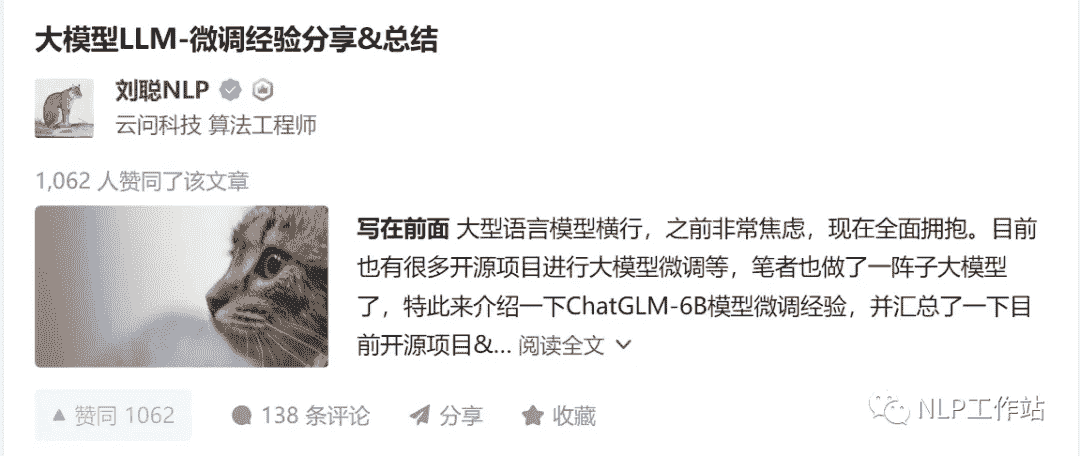 大模型LLM-微调经验分享&总结
刘聪NLP
云问科技 算法工程师
1,062 人赞同了该文章
写在前面 大型语言模型横行，之前非常焦虑，现在全面拥抱。目前
也有很多开源项目进行大模型微调等，笔者也做了一阵子大模型
了，特此来介绍一下ChatGLM-6B模型微调经验，并汇总了一下目
前开源项目&... 阅读全文
赞同 1062 138 条评论 分享 收藏
NLP工作站